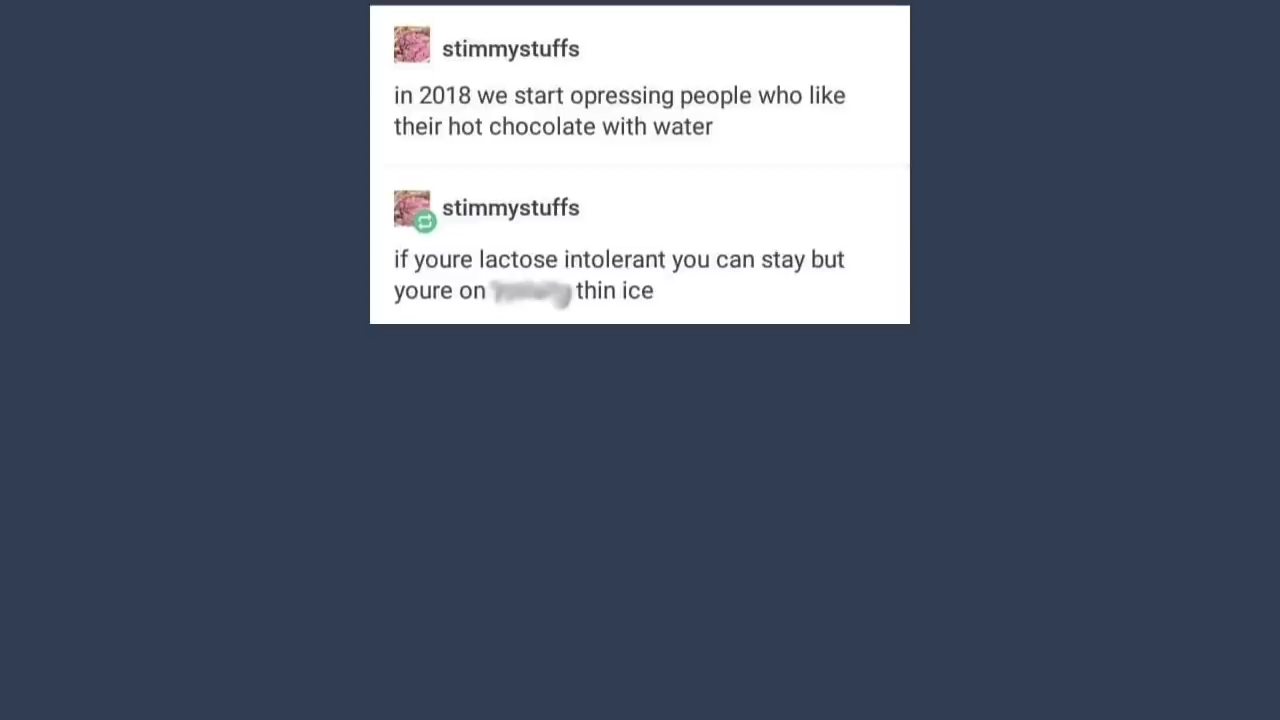 stimmystuffs
in 2018 we start opressing people who like
their hot chocolate with water
stimmystuffs
if youre lactose intolerant you can stay but
youre on thin ice